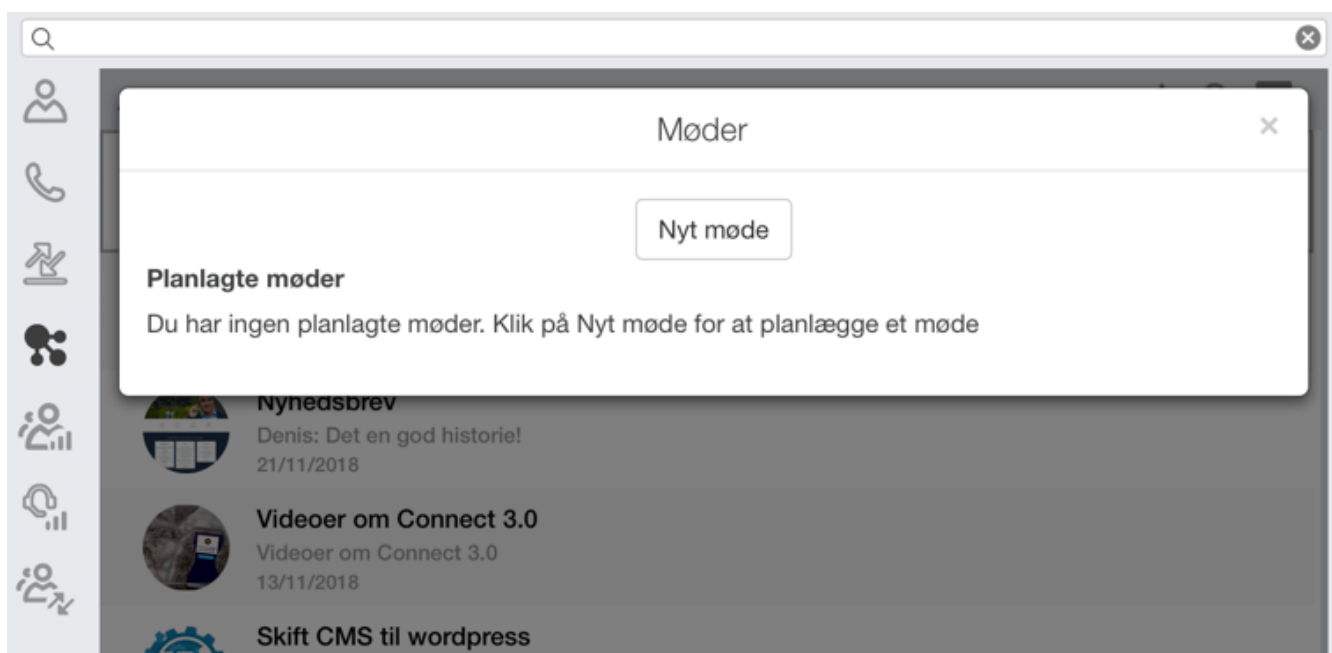 Møder
×
Nyt møde
Planlagte møder
Du har ingen planlagte møder. Klik på Nyt møde for at planlægge et møde
Nyhedsbrev
Denis: Det en god historie!
21/11/2018
Videoer om Connect 3.0
Videoer om Connect 3.0
13/11/2018
Skift CMS til wordpress